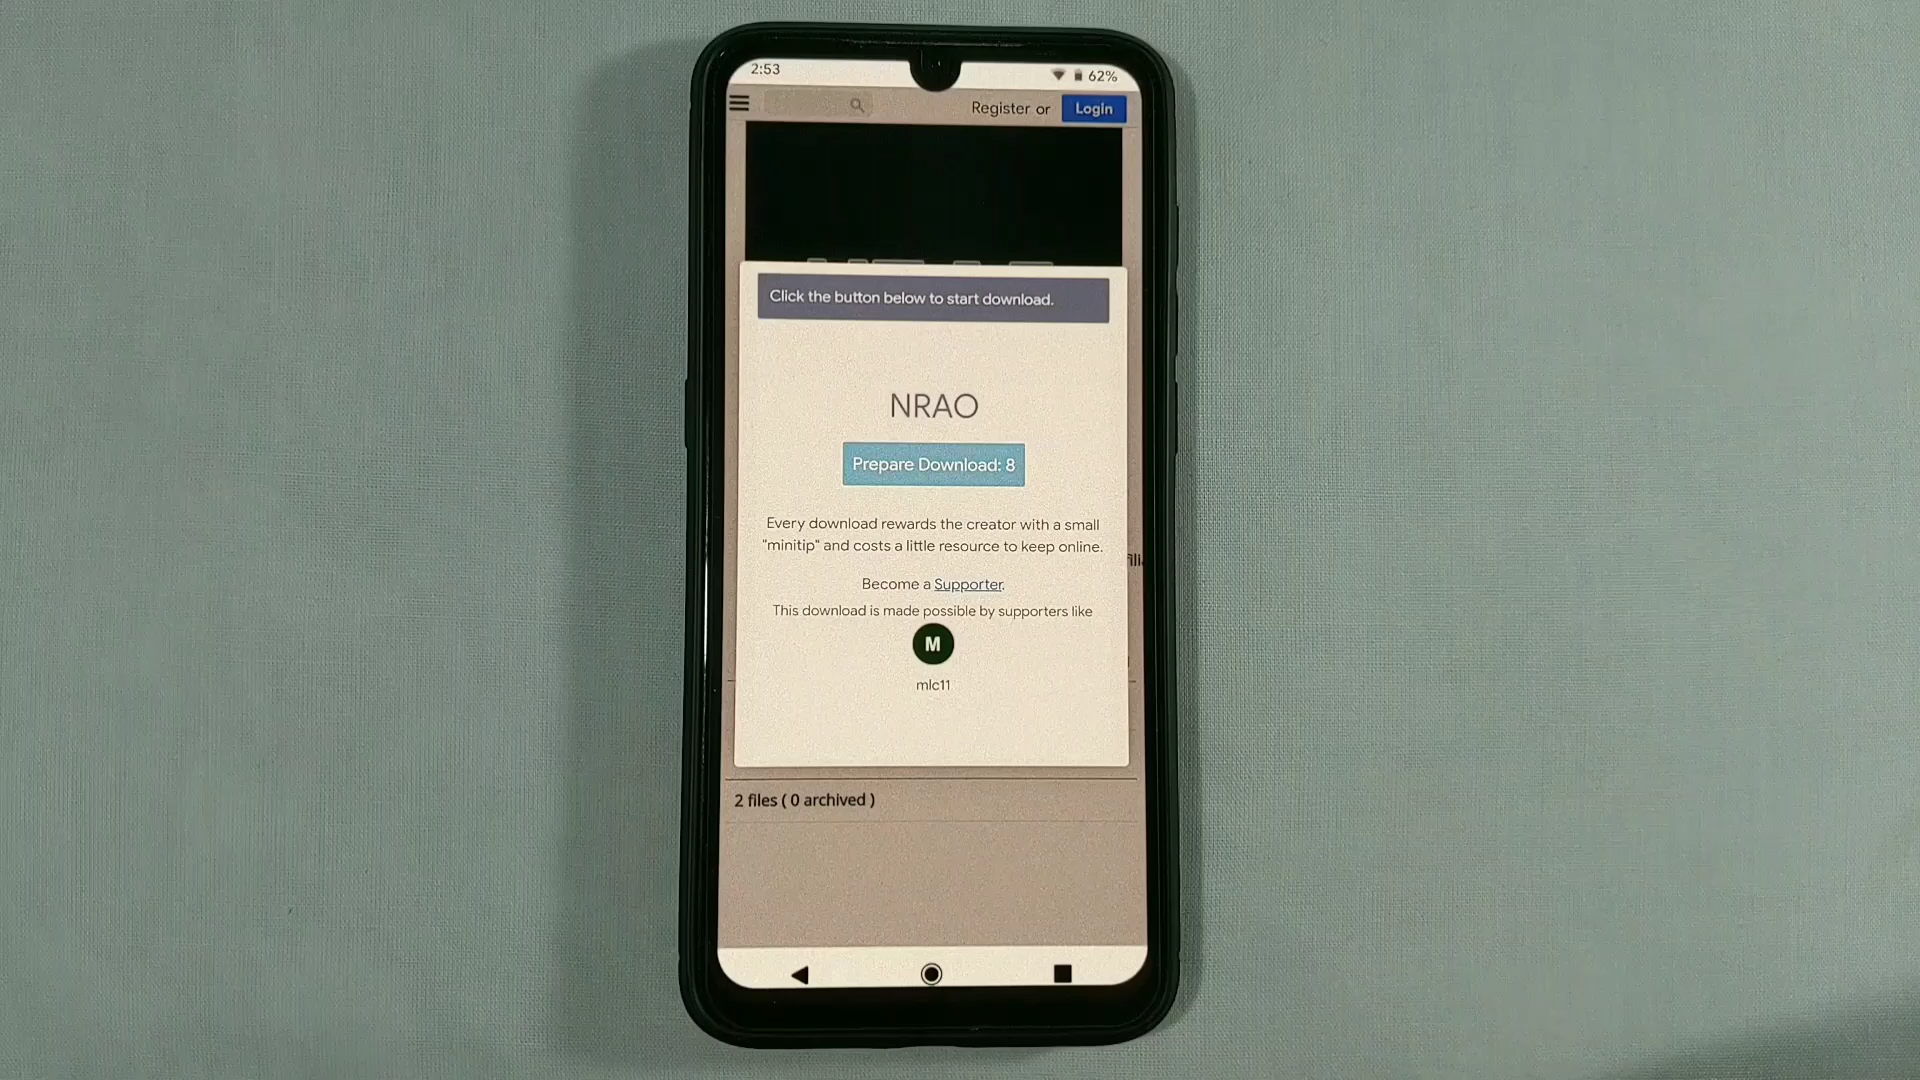 2:53
62%
Register or Login
Click the button below to start download.
NRAO
Prepare Download: 8
Every download rewards the creator with a small
"minitip" and costs a little resource to keep online.
Become a Supporter.
This download is made possible by supporters like
M
mlc11
2 files ( 0 archived )